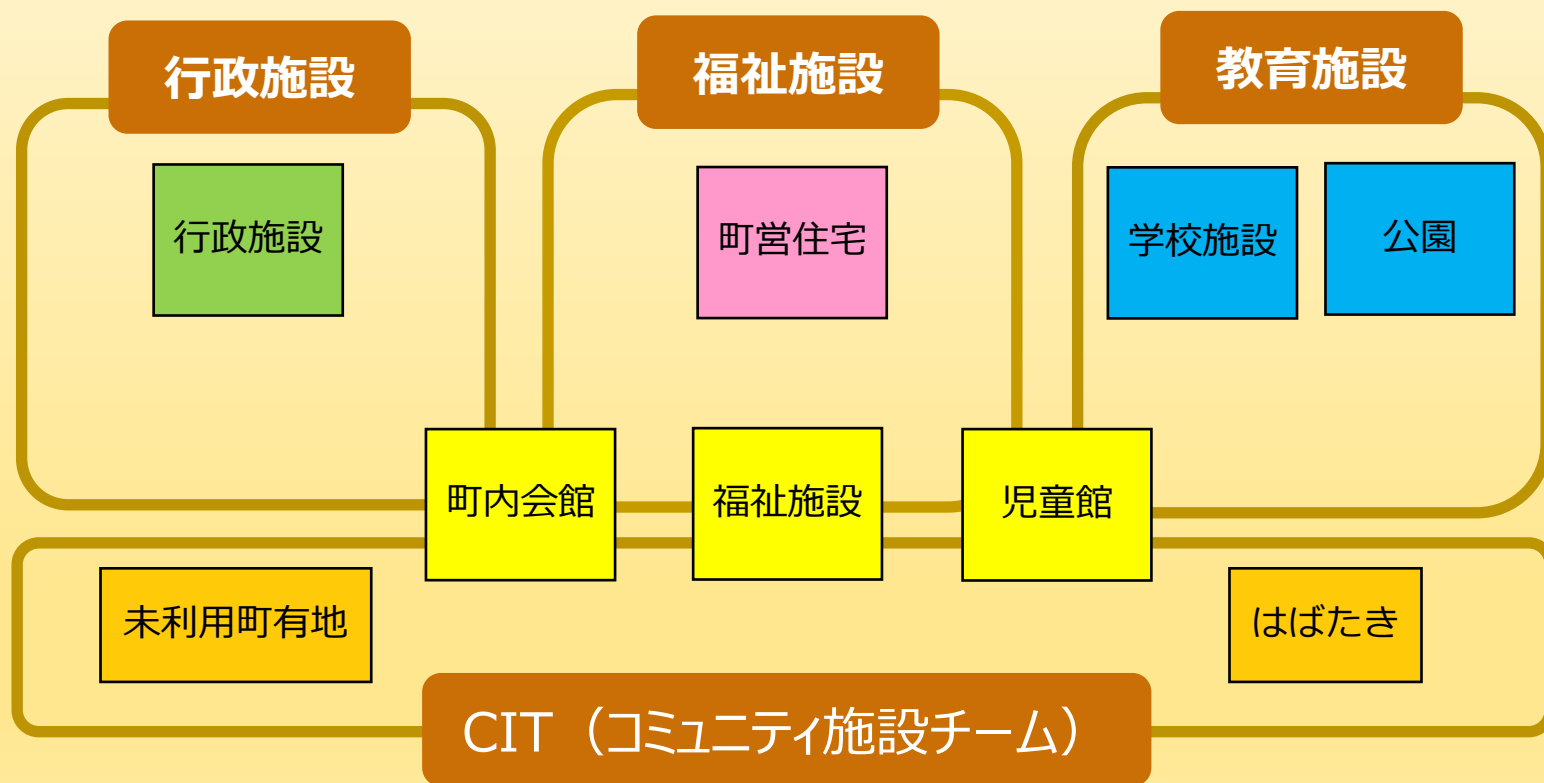 行政施設
福祉施設
教育施設
行政施設
町営住宅
学校施設
公園
町内会館
福祉施設
児童館
未利用町有地
はばたき
CIT（コミュニティ施設チーム）